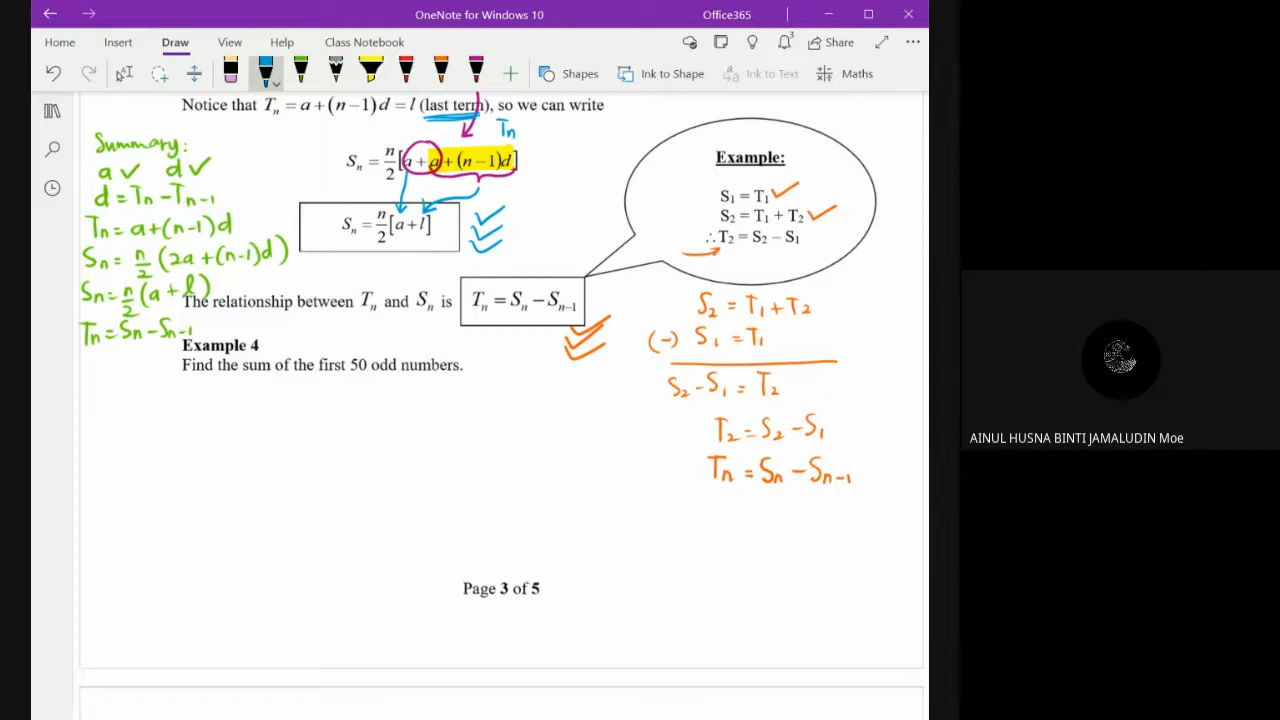 OneNote for Windows 10
Office365
Home Insert Draw View Help Class Notebook
3
Share
Shapes
Ink to Shape
Ink to Text
Maths
Notice that Tn = a + (n − 1)d = l (last term), so we can write
Tn
Sn = n/2 [a + a + (n − 1)d]
Sn = n/2 [a + l]
Summary:
a ✓ d ✓
d = Tn − Tn−1
Tn = a + (n−1)d
Sn = n/2 (2a + (n−1)d)
Sn = n/2 (a + l)
Tn = Sn − Sn−1
The relationship between Tn and Sn is Tn = Sn − Sn−1
Example:
S1 = T1
S2 = T1 + T2
∴ T2 = S2 − S1
S2 = T1 + T2
(−) S1 = T1
S2 − S1 = T2
T2 = S2 − S1
Tn = Sn − Sn−1
Example 4
Find the sum of the first 50 odd numbers.
Page 3 of 5
AINUL HUSNA BINTI JAMALUDIN Moe